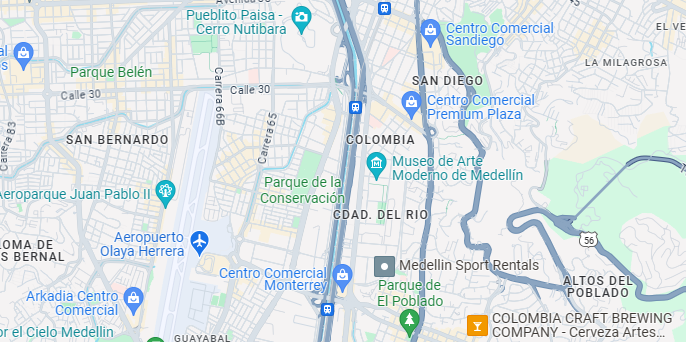 Pueblito Paisa -
Cerro Nutibara
Centro Comercial
Sandiego
EL VE
LA MILAGROSA
os
Parque Belén
SAN DIEGO
Calle 30
Calle 30
Carrera 66B
Centro Comercial
Premium Plaza
Carrera 83
SAN BERNARDO
Carrera 65
COLOMBIA
Museo de Arte
Moderno de Medellín
Aeroparque Juan Pablo II
Parque de la
Conservación
CDAD. DEL RIO
56
LOMA DE
S BERNAL
Aeropuerto
Olaya Herrera
Centro Comercial
Monterrey
Medellin Sport Rentals
ALTOS DEL
POBLADO
Arkadia Centro
Comercial
Parque de
El Poblado
COLOMBIA CRAFT BREWING
COMPANY - Cerveza Artes...
or el Cielo Medellin
GUAYABAL